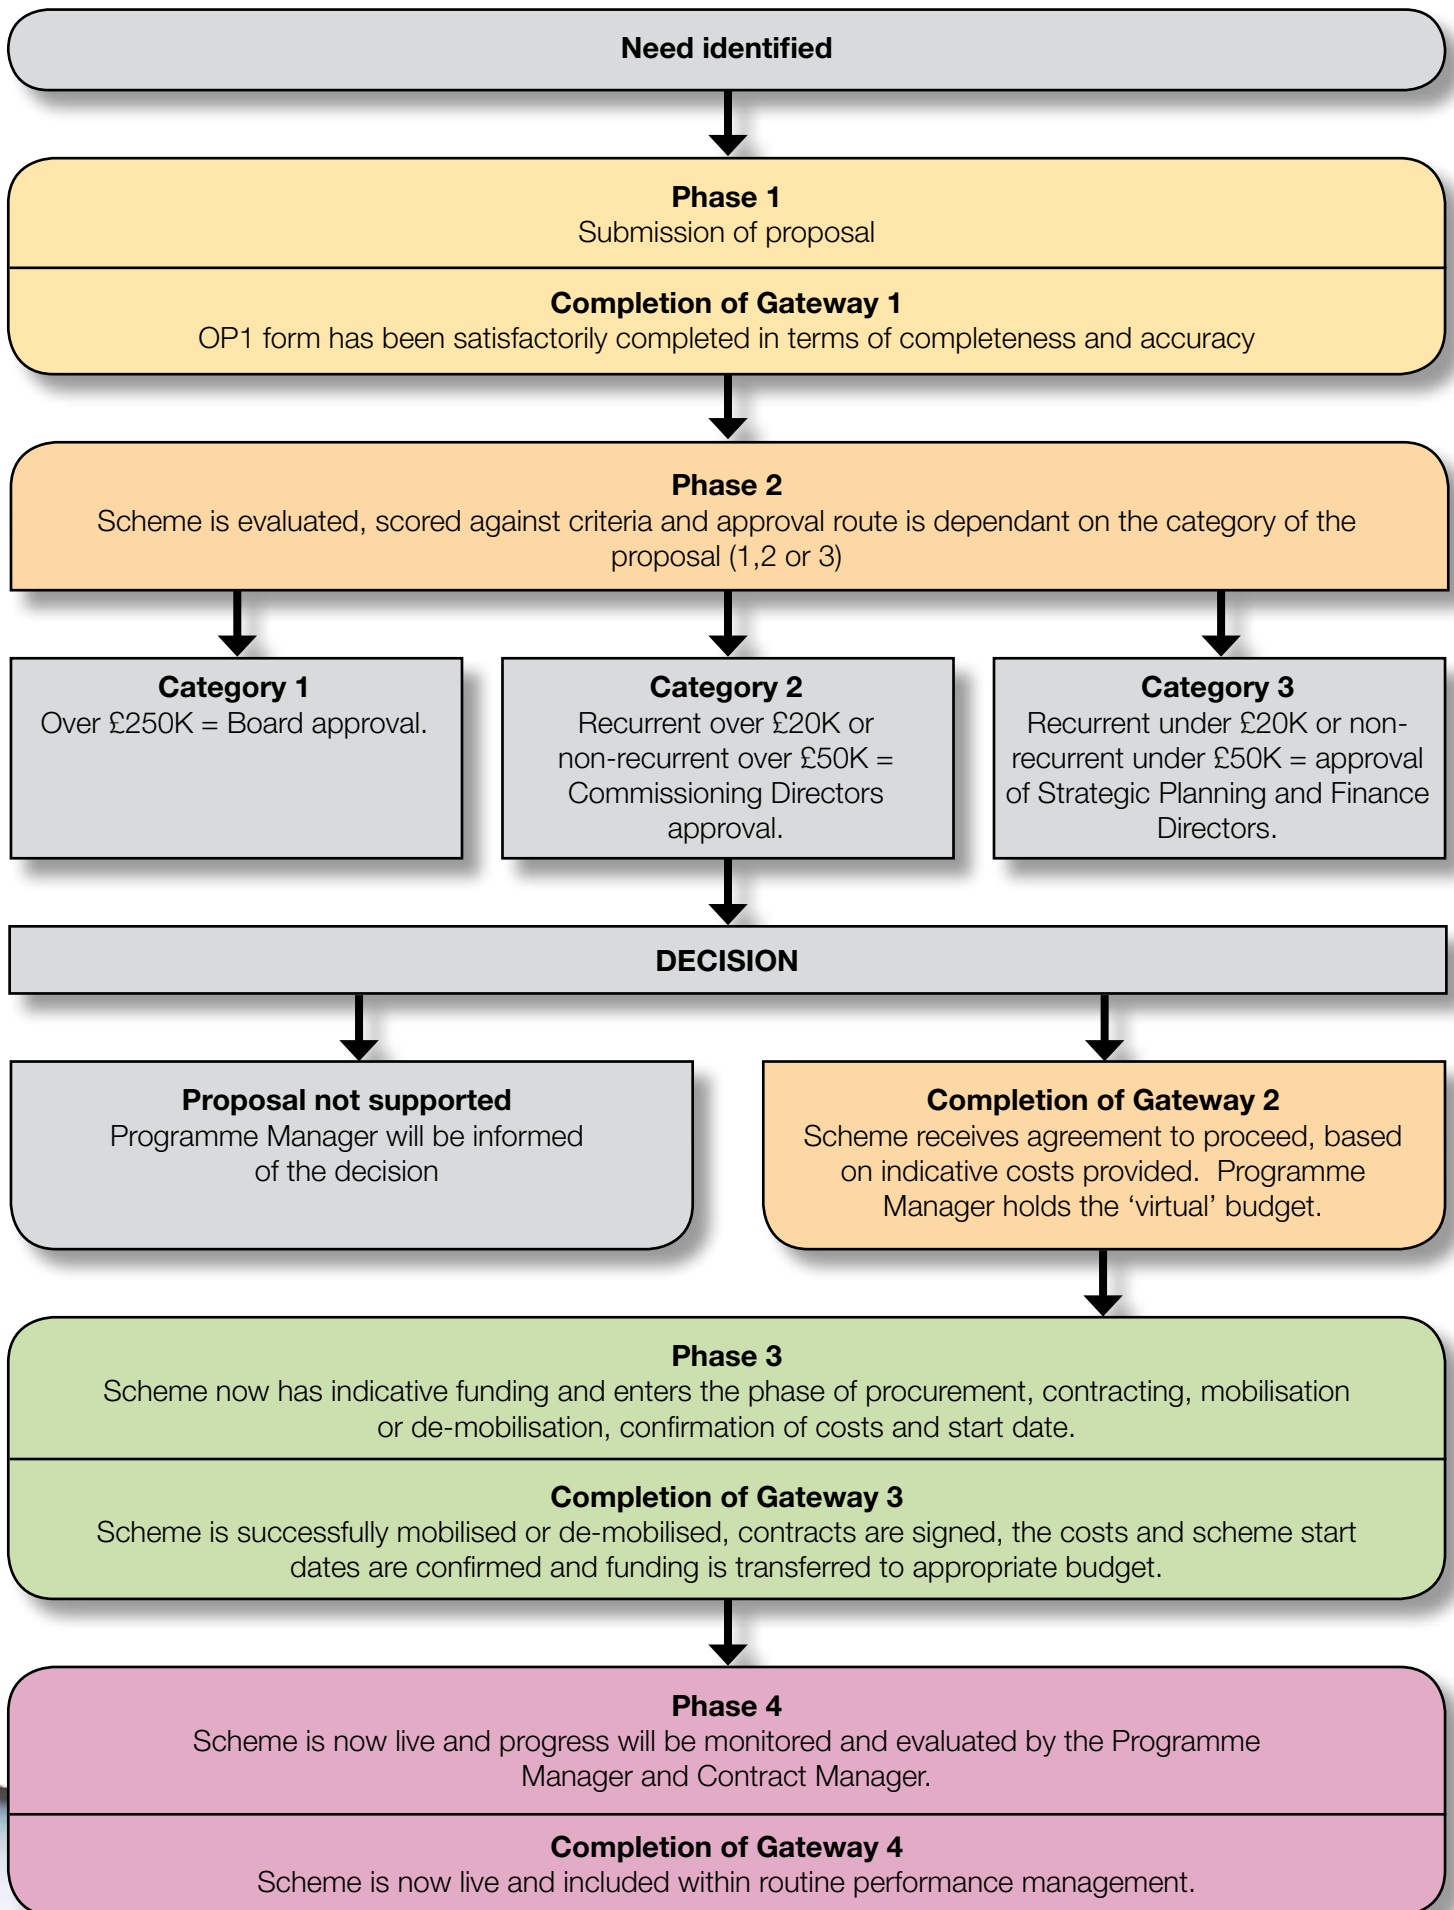 Need identified
Phase 1
Submission of proposal
Completion of Gateway 1
OP1 form has been satisfactorily completed in terms of completeness and accuracy
Phase 2
Scheme is evaluated, scored against criteria and approval route is dependant on the category of the
proposal (1,2 or 3)
Category 1
Over £250K = Board approval.
Category 2
Recurrent over £20K or
non-recurrent over £50K =
Commissioning Directors
approval.
Category 3
Recurrent under £20K or non-
recurrent under £50K = approval
of Strategic Planning and Finance
Directors.
DECISION
Proposal not supported
Programme Manager will be informed
of the decision
Completion of Gateway 2
Scheme receives agreement to proceed, based
on indicative costs provided.  Programme
Manager holds the ‘virtual’ budget.
Phase 3
Scheme now has indicative funding and enters the phase of procurement, contracting, mobilisation
or de-mobilisation, confirmation of costs and start date.
Completion of Gateway 3
Scheme is successfully mobilised or de-mobilised, contracts are signed, the costs and scheme start
dates are confirmed and funding is transferred to appropriate budget.
Phase 4
Scheme is now live and progress will be monitored and evaluated by the Programme
Manager and Contract Manager.
Completion of Gateway 4
Scheme is now live and included within routine performance management.